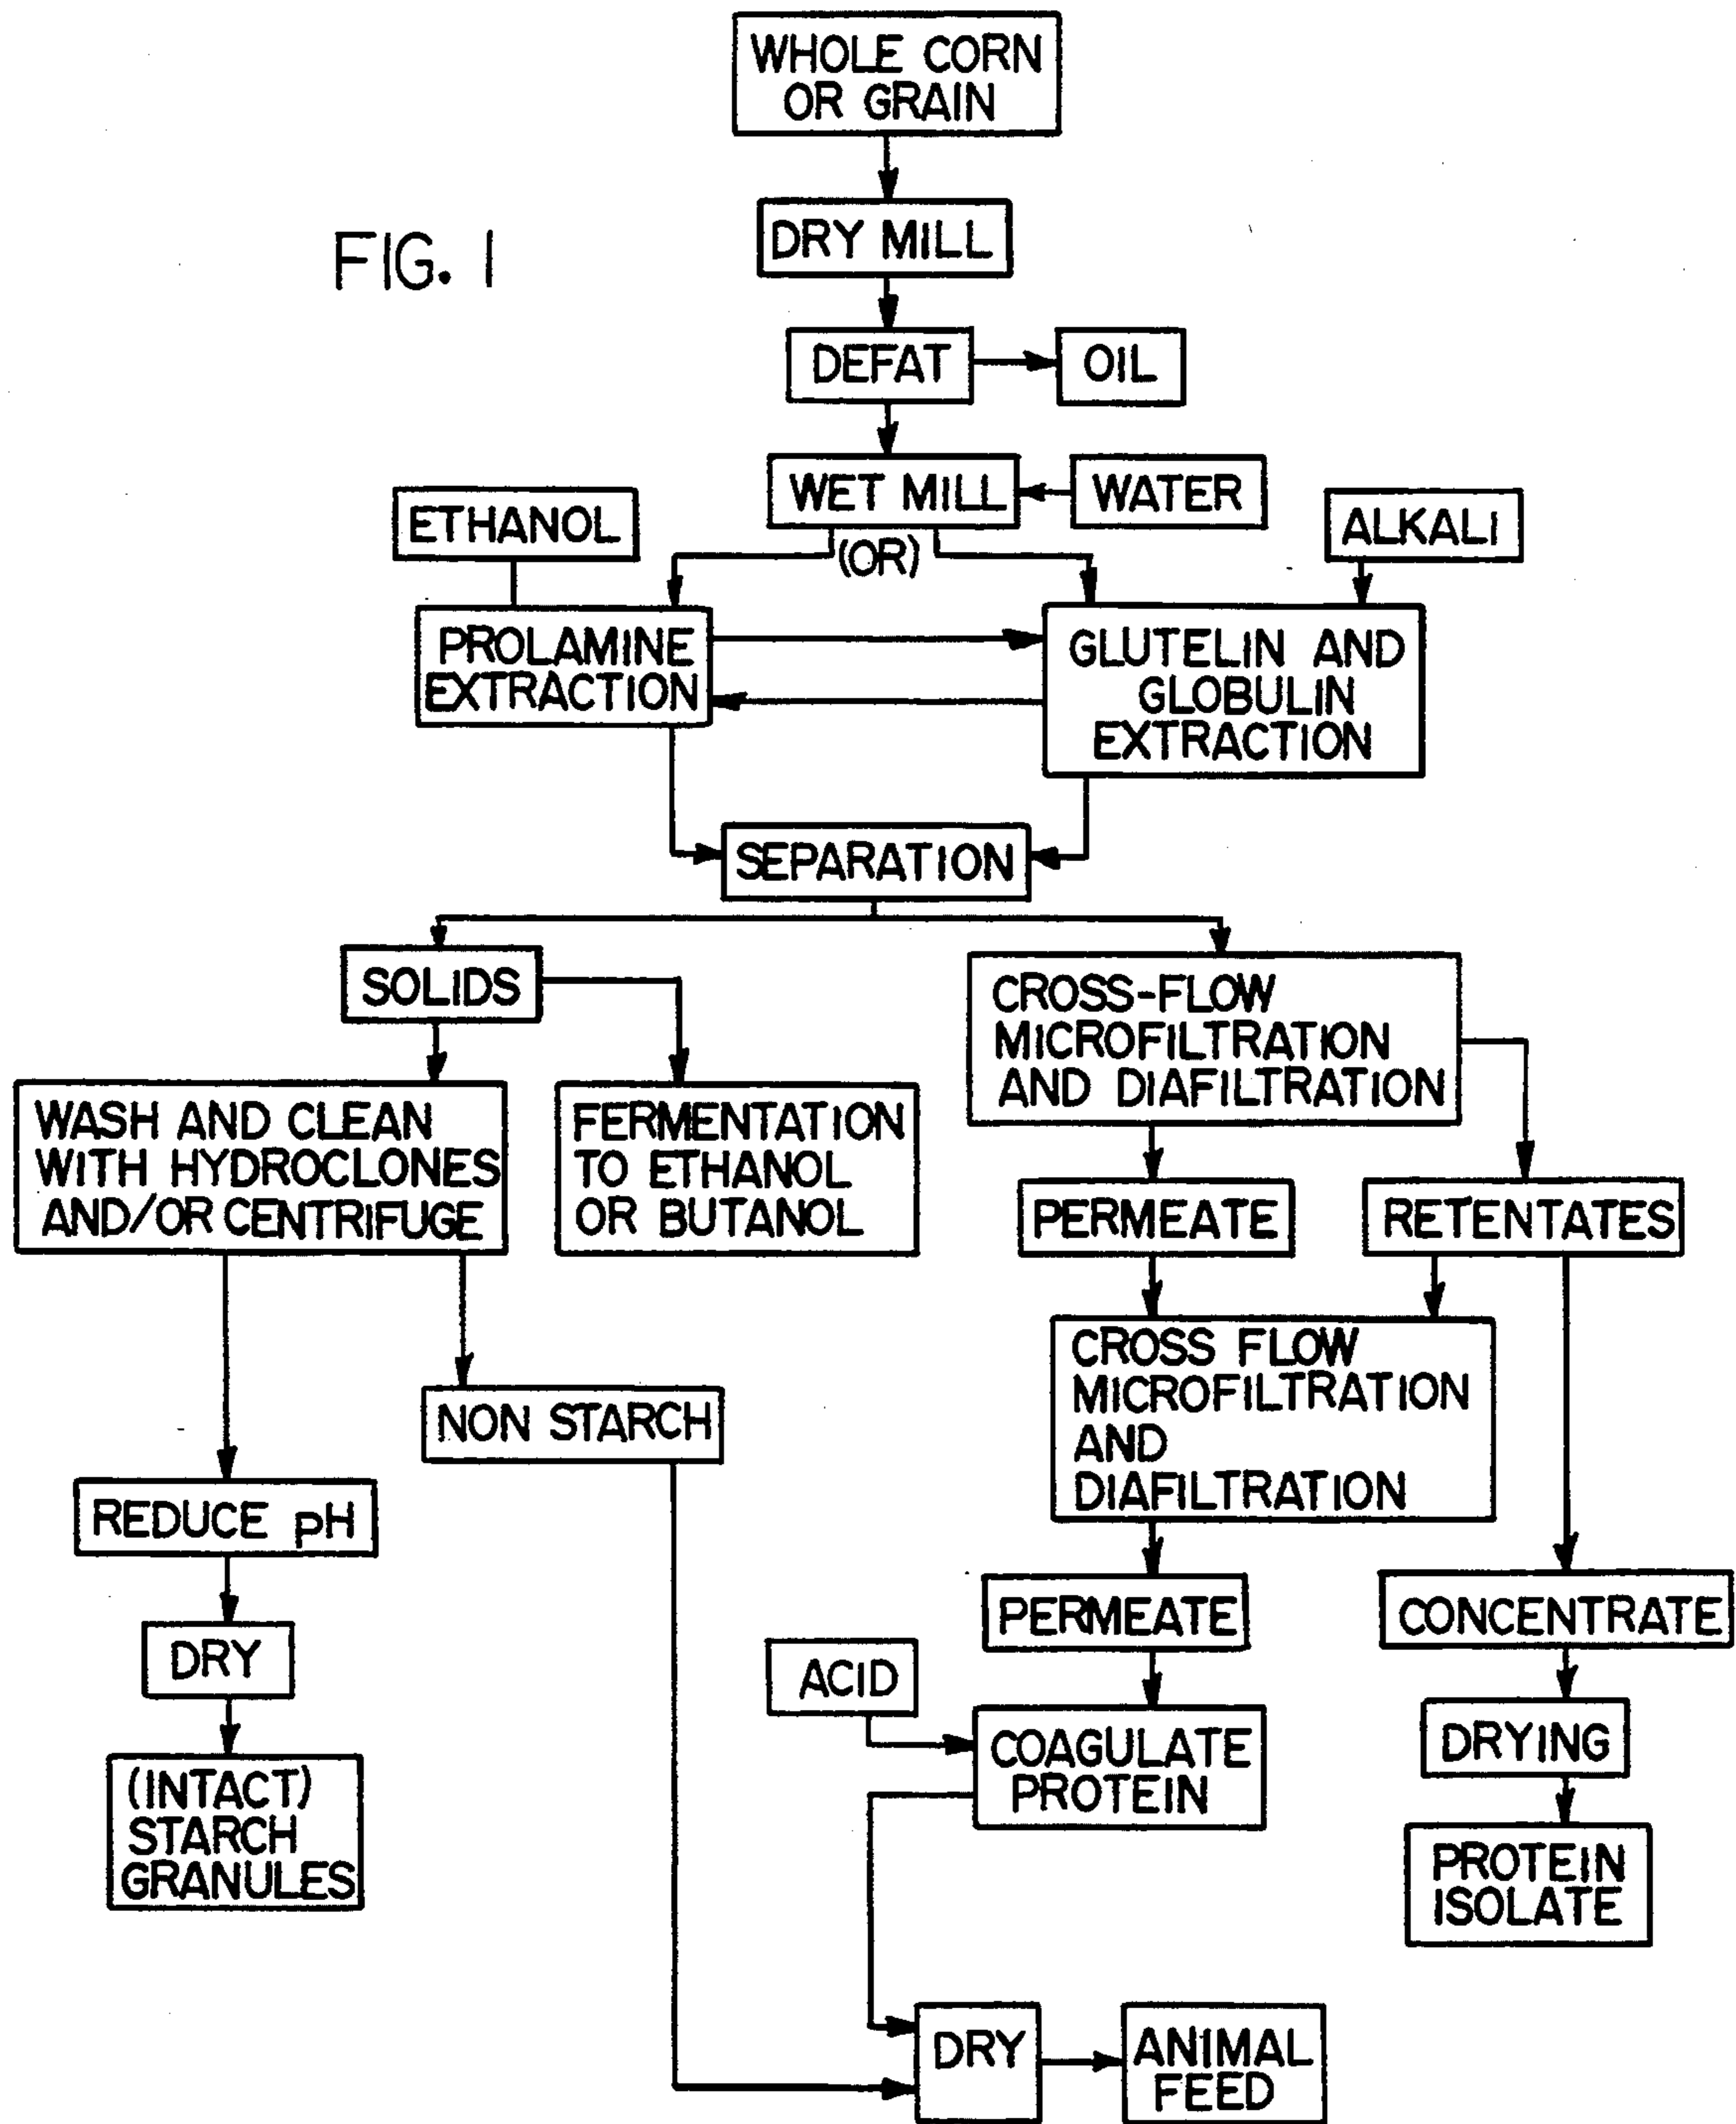 WHOLE CORN
OR GRAIN
FIG. 1
DRY MILL
DEFAT
OIL
WET MILL
WATER
ETHANOL
(OR)
ALKALI
PROLAMINE
EXTRACTION
GLUTELIN AND
GLOBULIN
EXTRACTION
SEPARATION
SOLIDS
CROSS-FLOW
MICROFILTRATION
AND DIAFILTRATION
WASH AND CLEAN
WITH HYDROCLONES
AND/OR CENTRIFUGE
FERMENTATION
TO ETHANOL
OR BUTANOL
PERMEATE
RETENTATES
CROSS FLOW
MICROFILTRATION
AND
DIAFILTRATION
NON STARCH
REDUCE pH
PERMEATE
CONCENTRATE
DRY
ACID
DRYING
COAGULATE
PROTEIN
(INTACT)
STARCH
GRANULES
PROTEIN
ISOLATE
DRY
ANIMAL
FEED